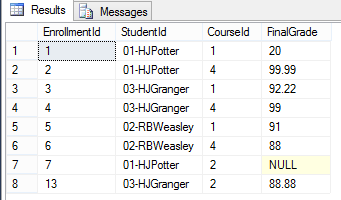 Results Messages
EnrollmentId StudentId CourseId FinalGrade
1 1 01-HJPotter 1 20
2 2 01-HJPotter 4 99.99
3 3 03-HJGranger 1 92.22
4 4 03-HJGranger 4 99
5 5 02-RBWeasley 1 91
6 6 02-RBWeasley 4 88
7 7 01-HJPotter 2 NULL
8 13 03-HJGranger 2 88.88